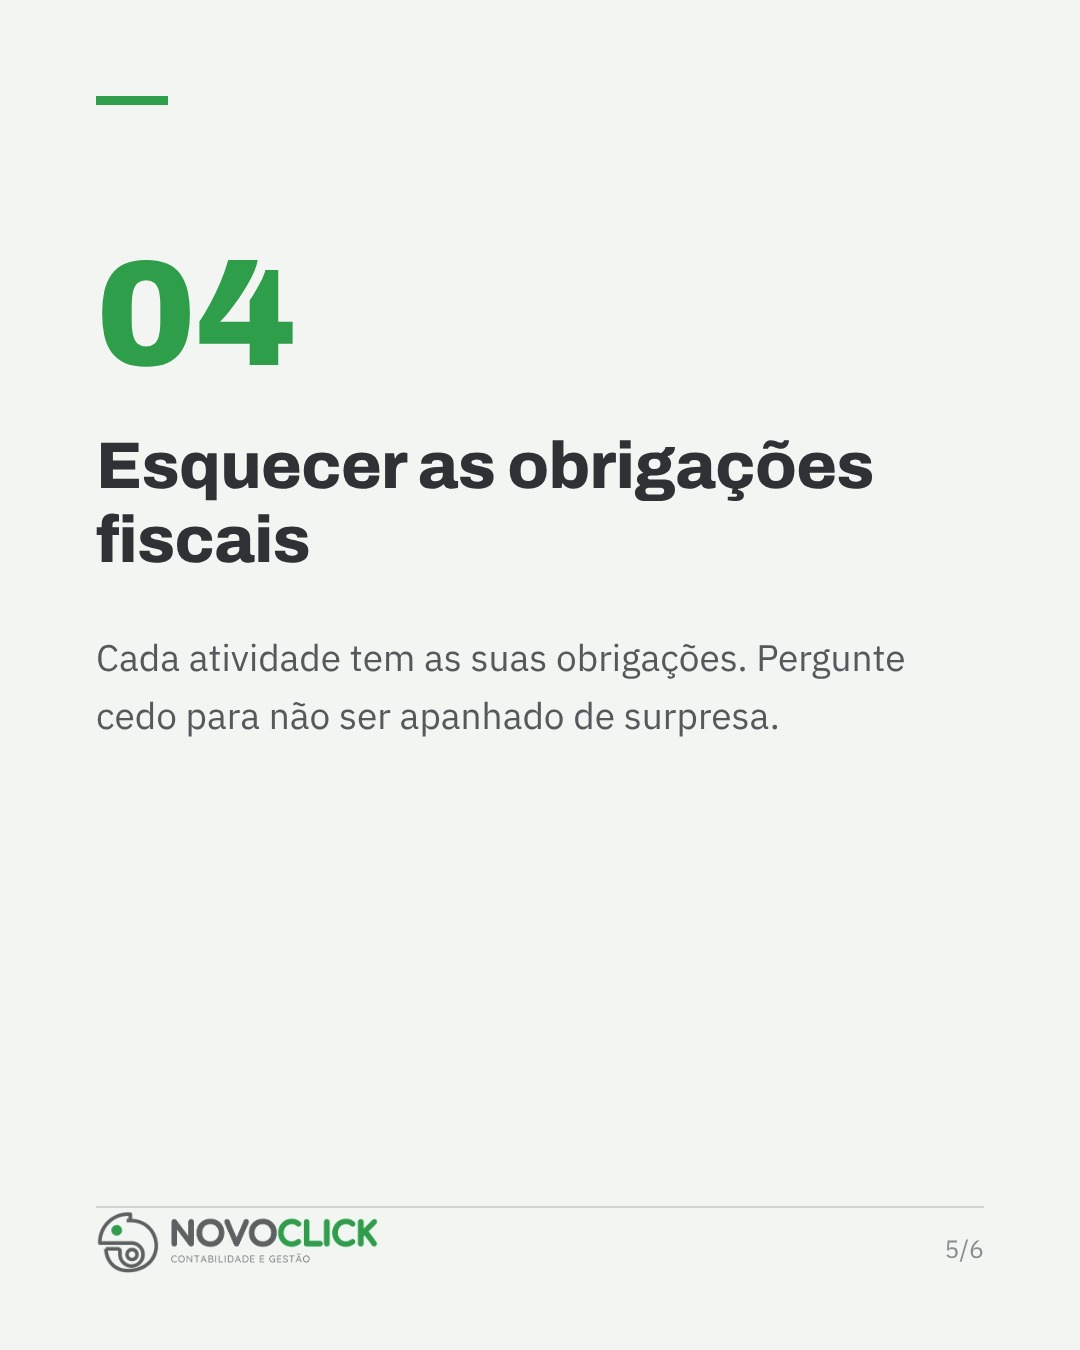 04
Esquecer as obrigações
fiscais
Cada atividade tem as suas obrigações. Pergunte
cedo para não ser apanhado de surpresa.
NOVOCLICK
CONTABILIDADE E GESTÃO
5/6